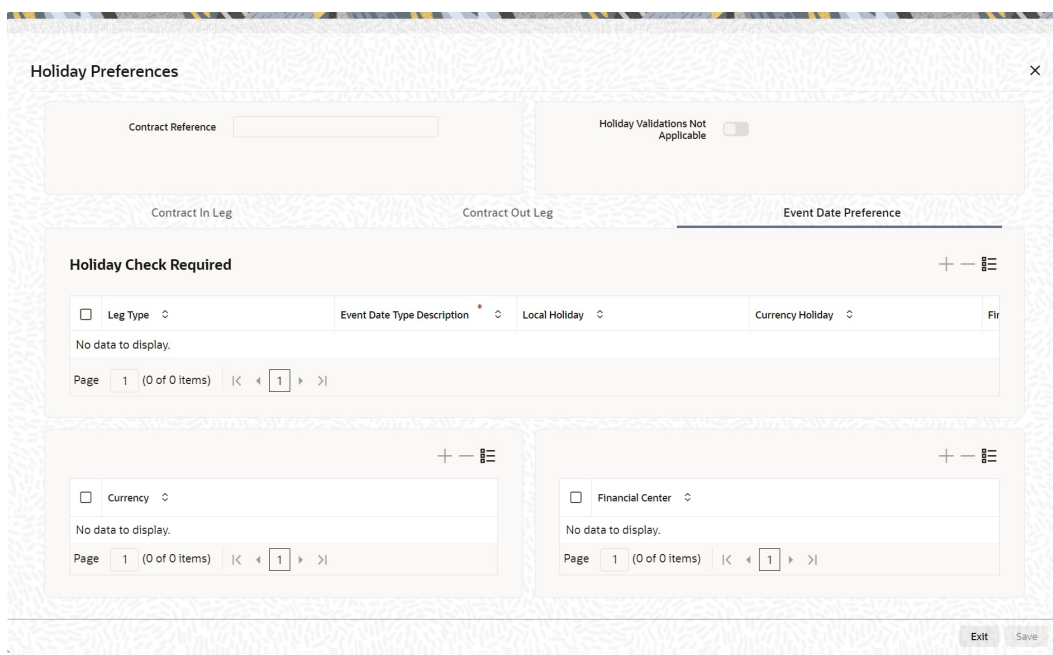 Holiday Preferences
Contract Reference
Holiday Validations Not
Applicable
Contract In Leg Contract Out Leg Event Date Preference
Holiday Check Required
Leg Type Event Date Type Description * Local Holiday Currency Holiday Fir
No data to display.
Page 1 (0 of 0 items) 1
Currency
No data to display.
Page 1 (0 of 0 items) 1
Financial Center
No data to display.
Page 1 (0 of 0 items) 1
Exit Save